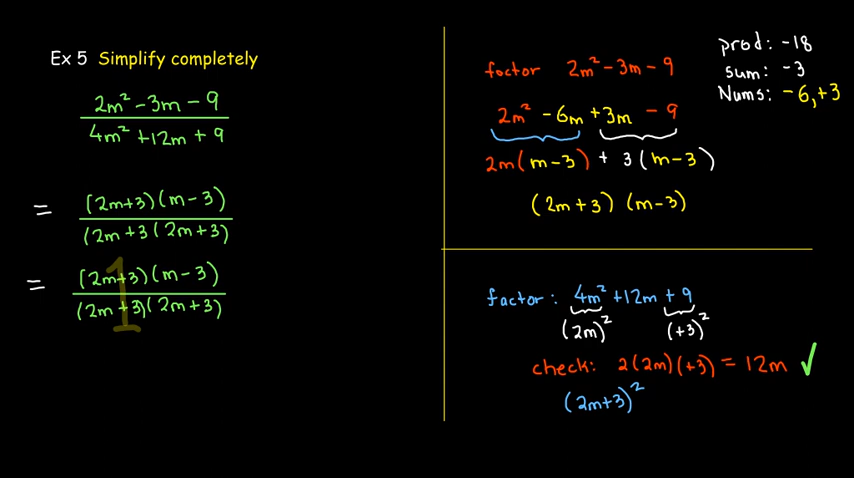 Ex 5 Simplify completely
2m² - 3m - 9
4m² + 12m + 9
= (2m+3)(m-3)
(2m+3(2m+3)
= (2m+3)(m-3)
(2m+3)(2m+3)
1
factor 2m² - 3m - 9
2m² - 6m + 3m - 9
2m(m-3) + 3(m-3)
(2m+3)(m-3)
prod: -18
sum: -3
Nums: -6, +3
factor: 4m² + 12m + 9
(2m)² (+3)²
check: 2(2m)(+3) = 12m ✓
(2m+3)²